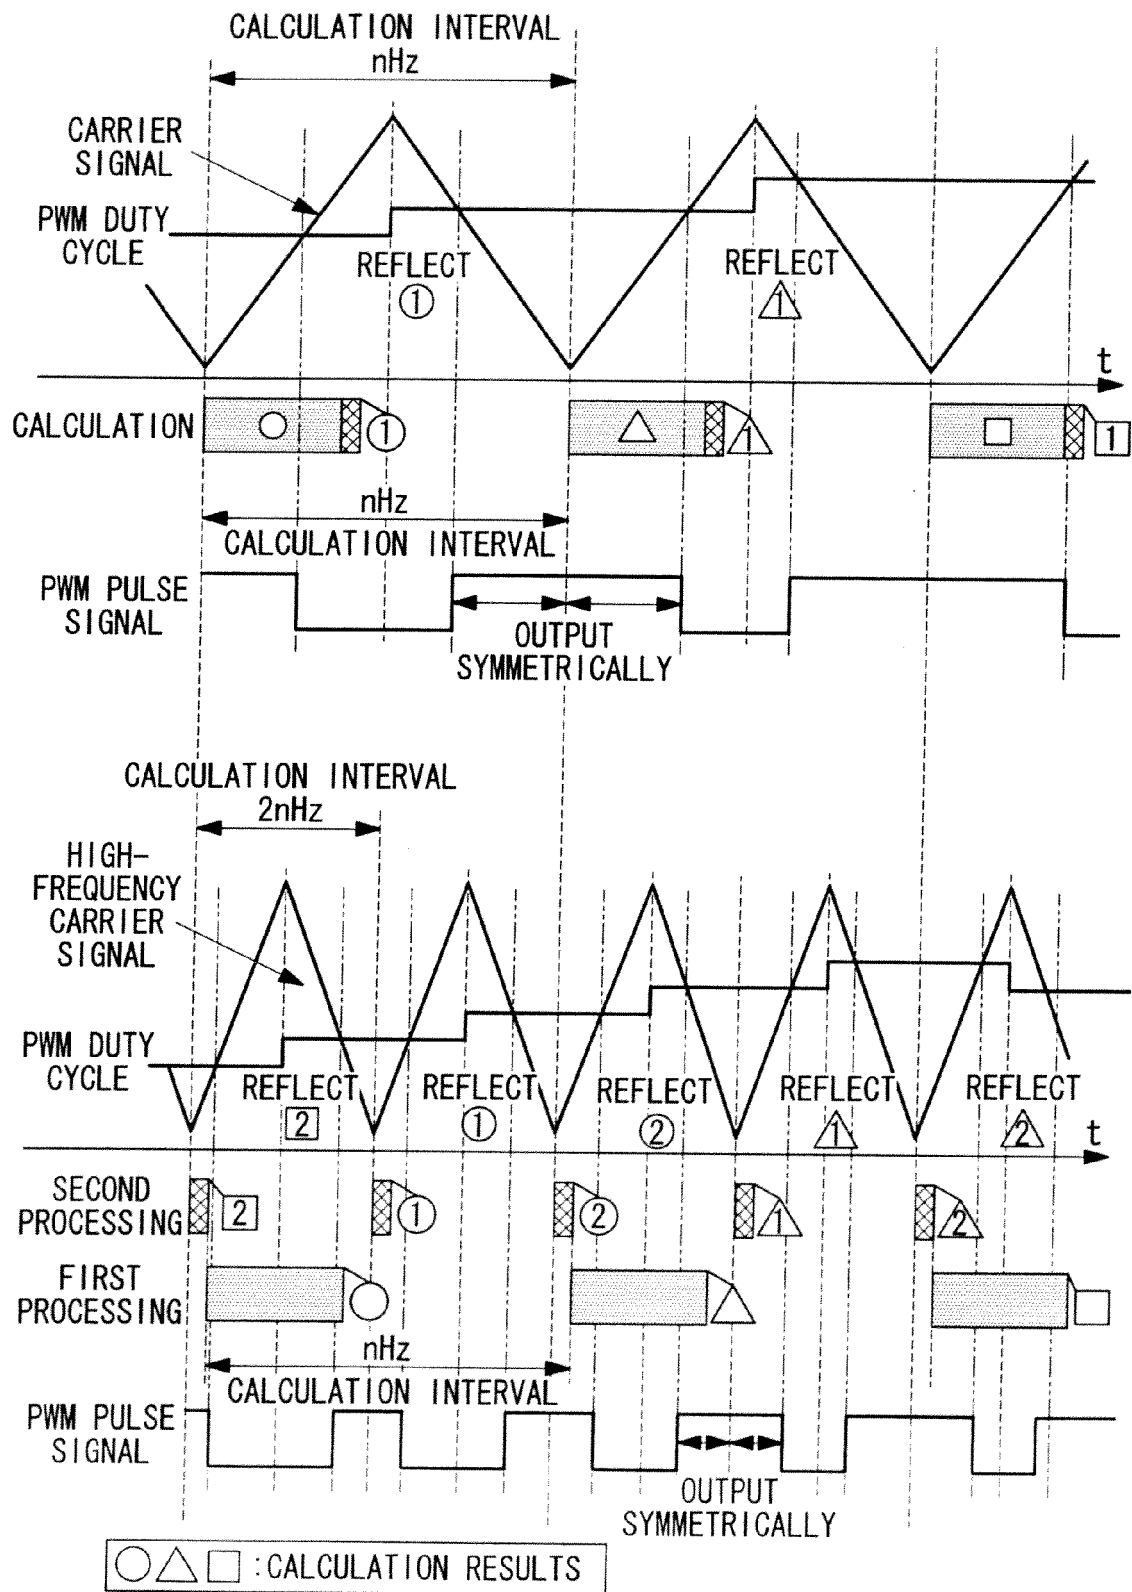 CALCULATION INTERVAL
nHz
CARRIER
SIGNAL
PWM DUTY
CYCLE
REFLECT
1
REFLECT
1
t
CALCULATION
1
1
1
nHz
CALCULATION INTERVAL
PWM PULSE
SIGNAL
OUTPUT
SYMMETRICALLY
CALCULATION INTERVAL
2nHz
HIGH-
FREQUENCY
CARRIER
SIGNAL
PWM DUTY
CYCLE
REFLECT
2
REFLECT
1
REFLECT
2
REFLECT
1
REFLECT
2
t
SECOND
PROCESSING
2
1
2
1
2
FIRST
PROCESSING
nHz
CALCULATION INTERVAL
PWM PULSE
SIGNAL
OUTPUT
SYMMETRICALLY
:CALCULATION RESULTS